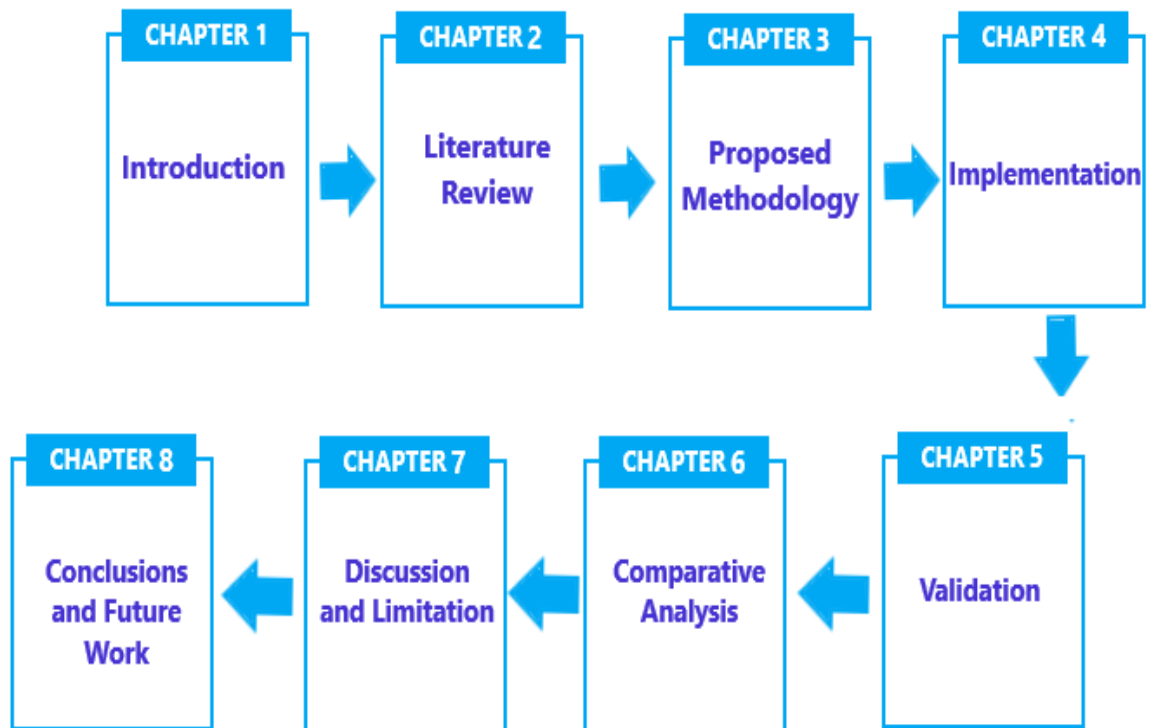 CHAPTER 1
Introduction
CHAPTER 2
Literature
Review
CHAPTER 3
Proposed
Methodology
CHAPTER 4
Implementation
CHAPTER 5
Validation
CHAPTER 6
Comparative
Analysis
CHAPTER 7
Discussion
and Limitation
CHAPTER 8
Conclusions
and Future
Work